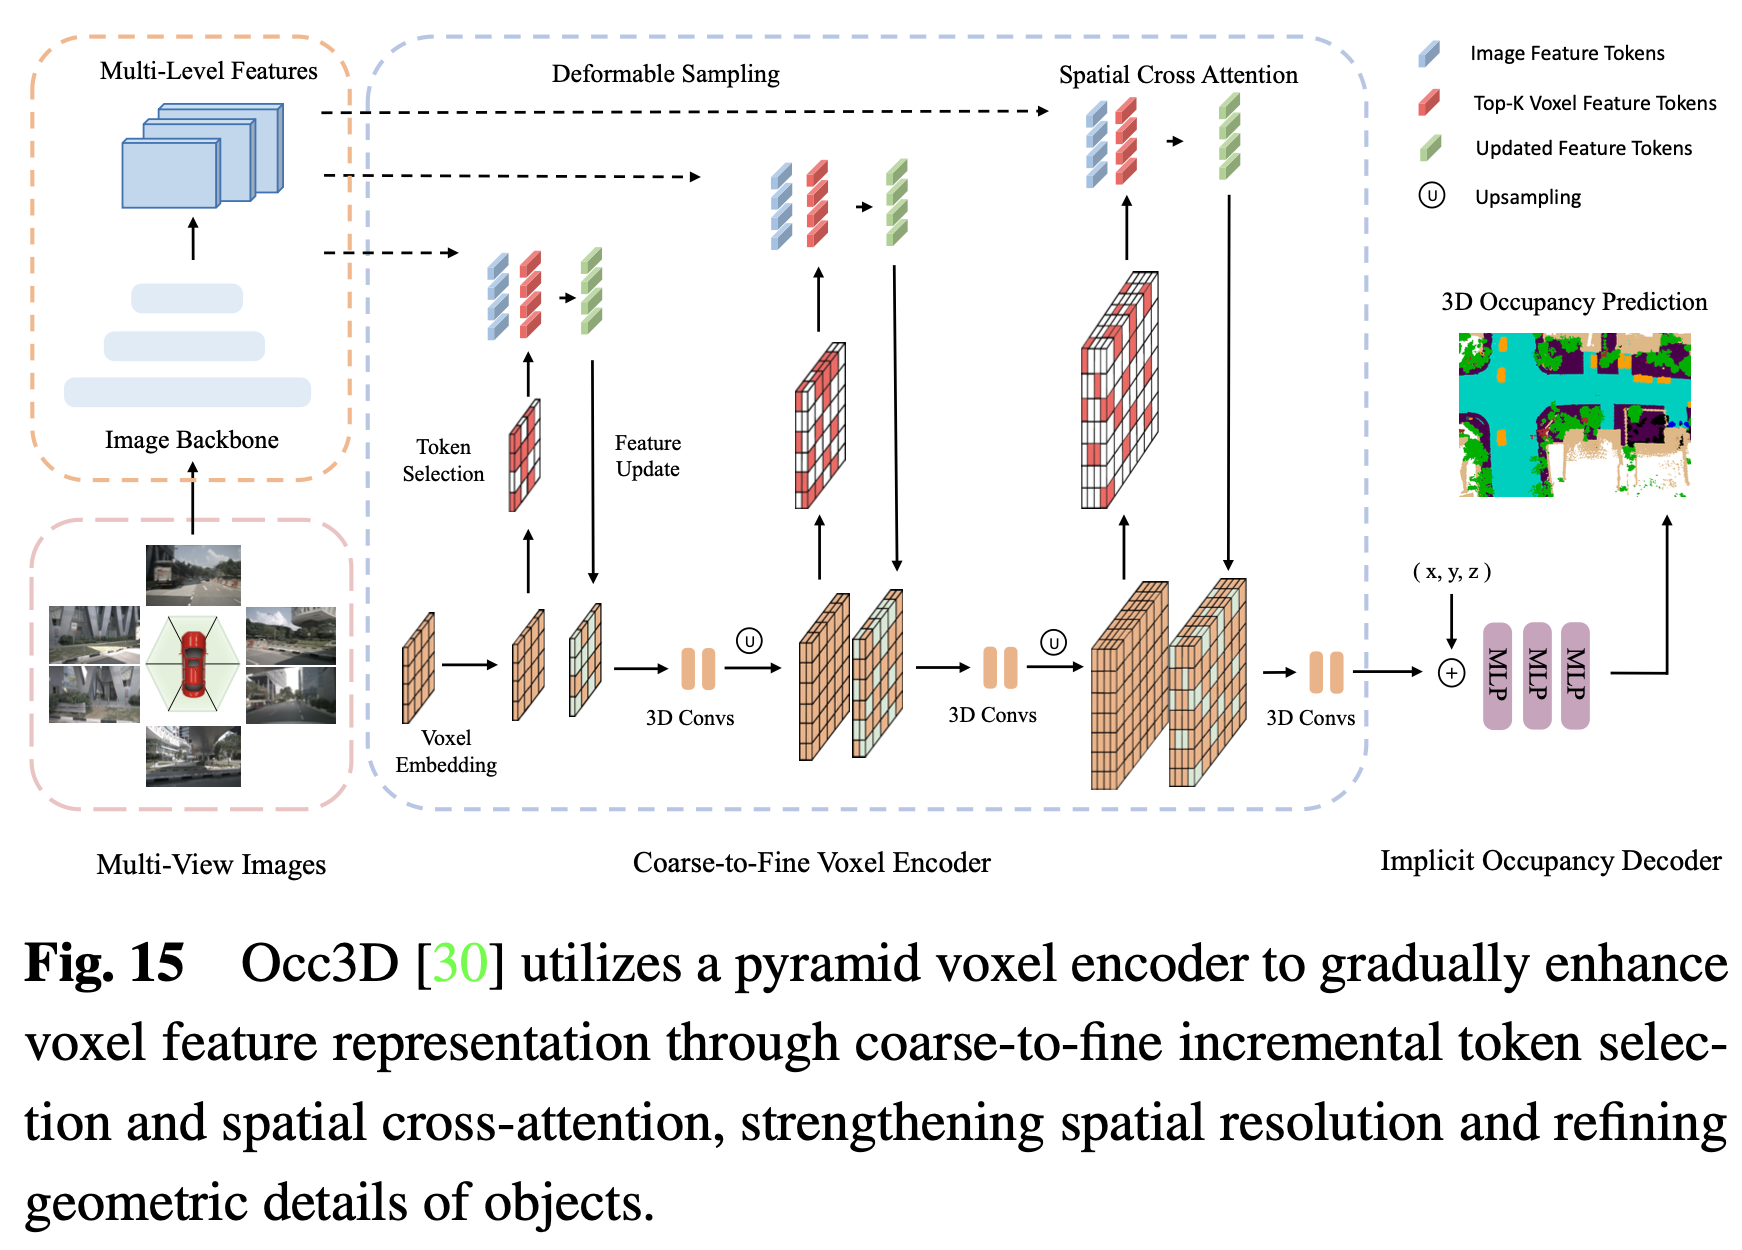 Multi-Level Features
Deformable Sampling
Spatial Cross Attention
Image Feature Tokens
Top-K Voxel Feature Tokens
Updated Feature Tokens
U Upsampling
Image Backbone
Token
Selection
Feature
Update
3D Occupancy Prediction
( x, y, z )
U
U
+
MLP
MLP
MLP
Voxel
Embedding
3D Convs
3D Convs
3D Convs
Multi-View Images
Coarse-to-Fine Voxel Encoder
Implicit Occupancy Decoder
Fig. 15 Occ3D [30] utilizes a pyramid voxel encoder to gradually enhance
voxel feature representation through coarse-to-fine incremental token selec-
tion and spatial cross-attention, strengthening spatial resolution and refining
geometric details of objects.